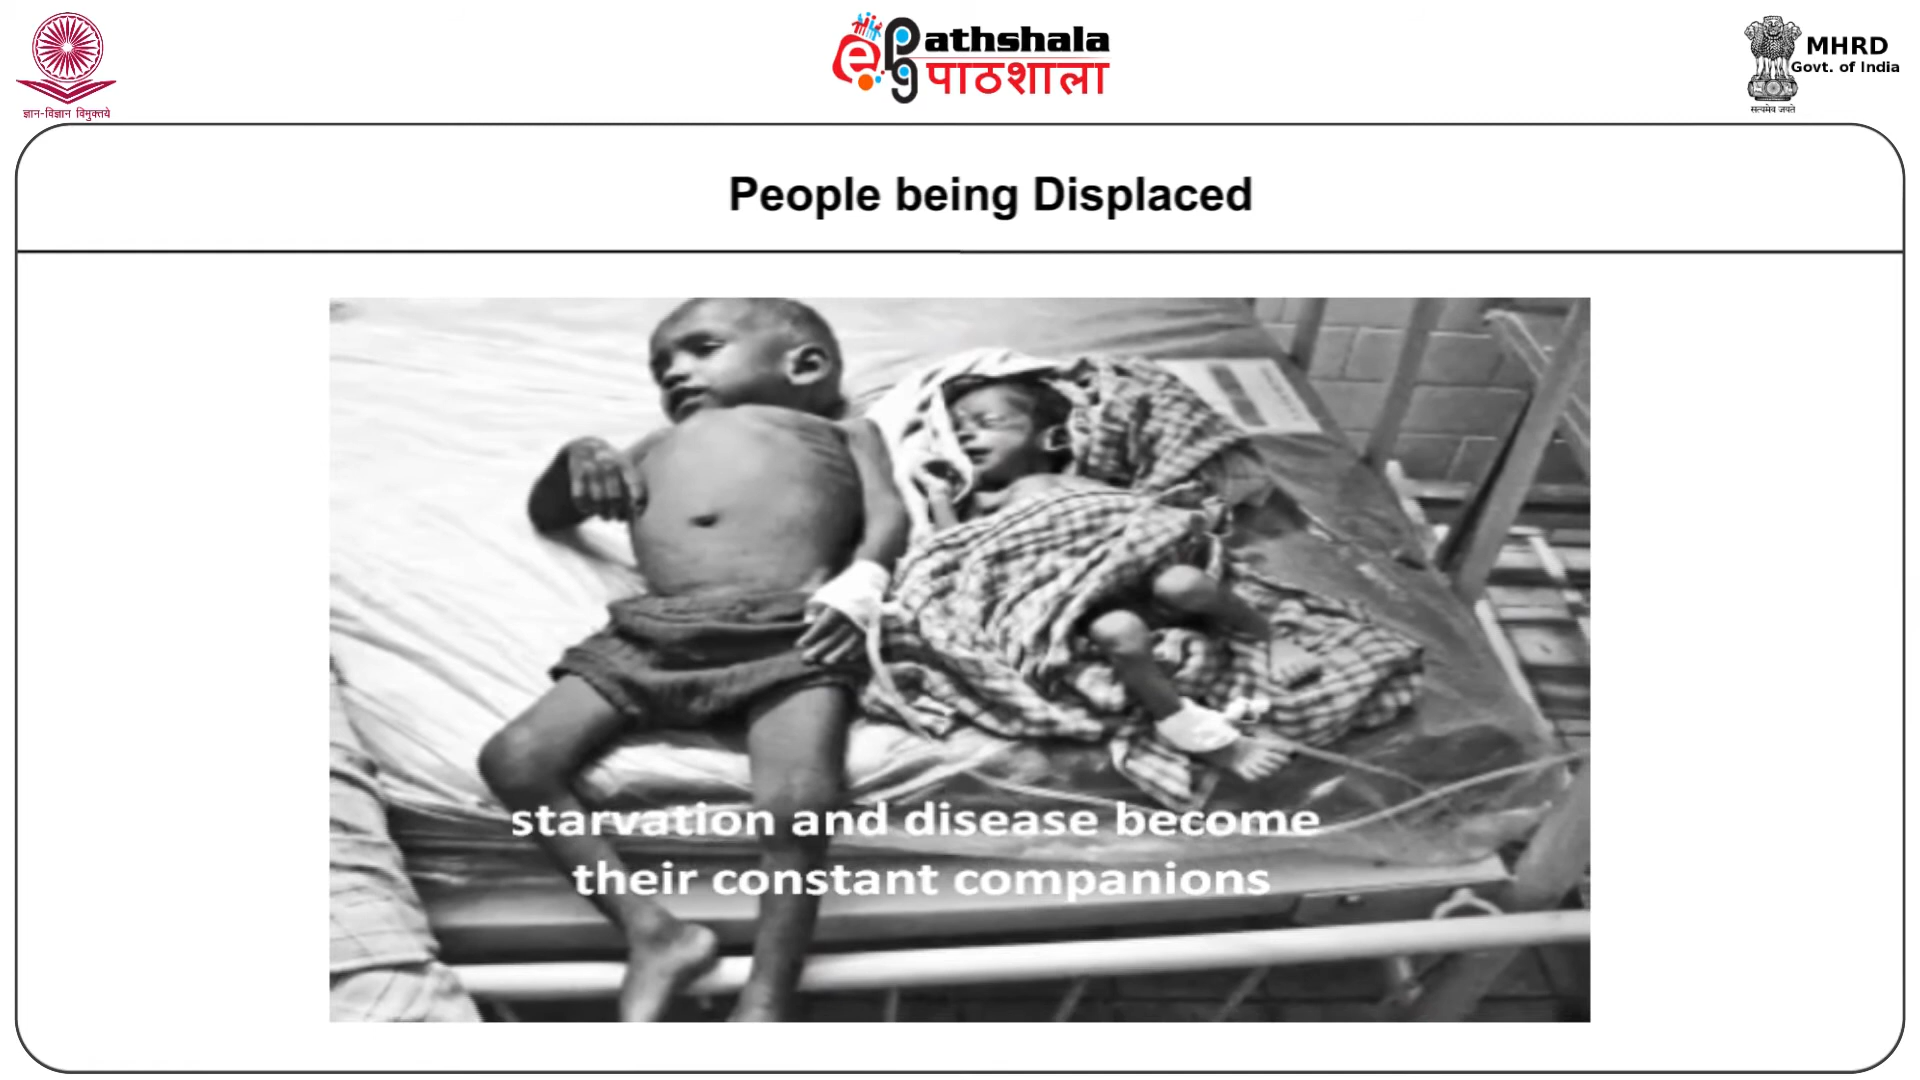 ज्ञान-विज्ञान विमुक्तये
ePathshala
पाठशाला
MHRD
Govt. of India
सत्यमेव जयते
People being Displaced
starvation and disease become
their constant companions